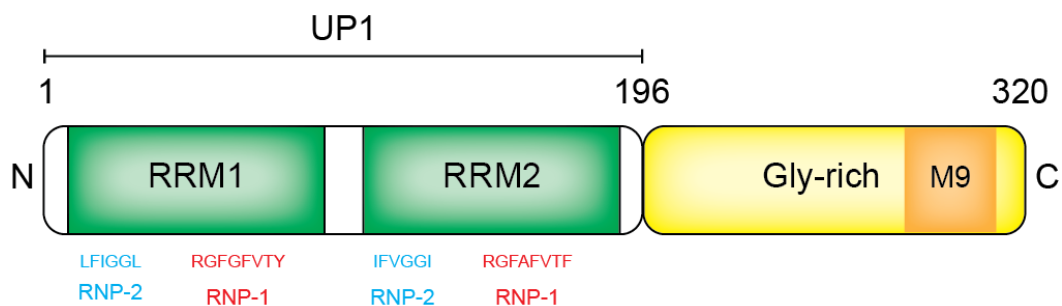 UP1
1 196 320
N RRM1 RRM2 Gly-rich M9 C
LFIGGL RGFGFVTY IFVGGI RGFAFVTF
RNP-2 RNP-1 RNP-2 RNP-1